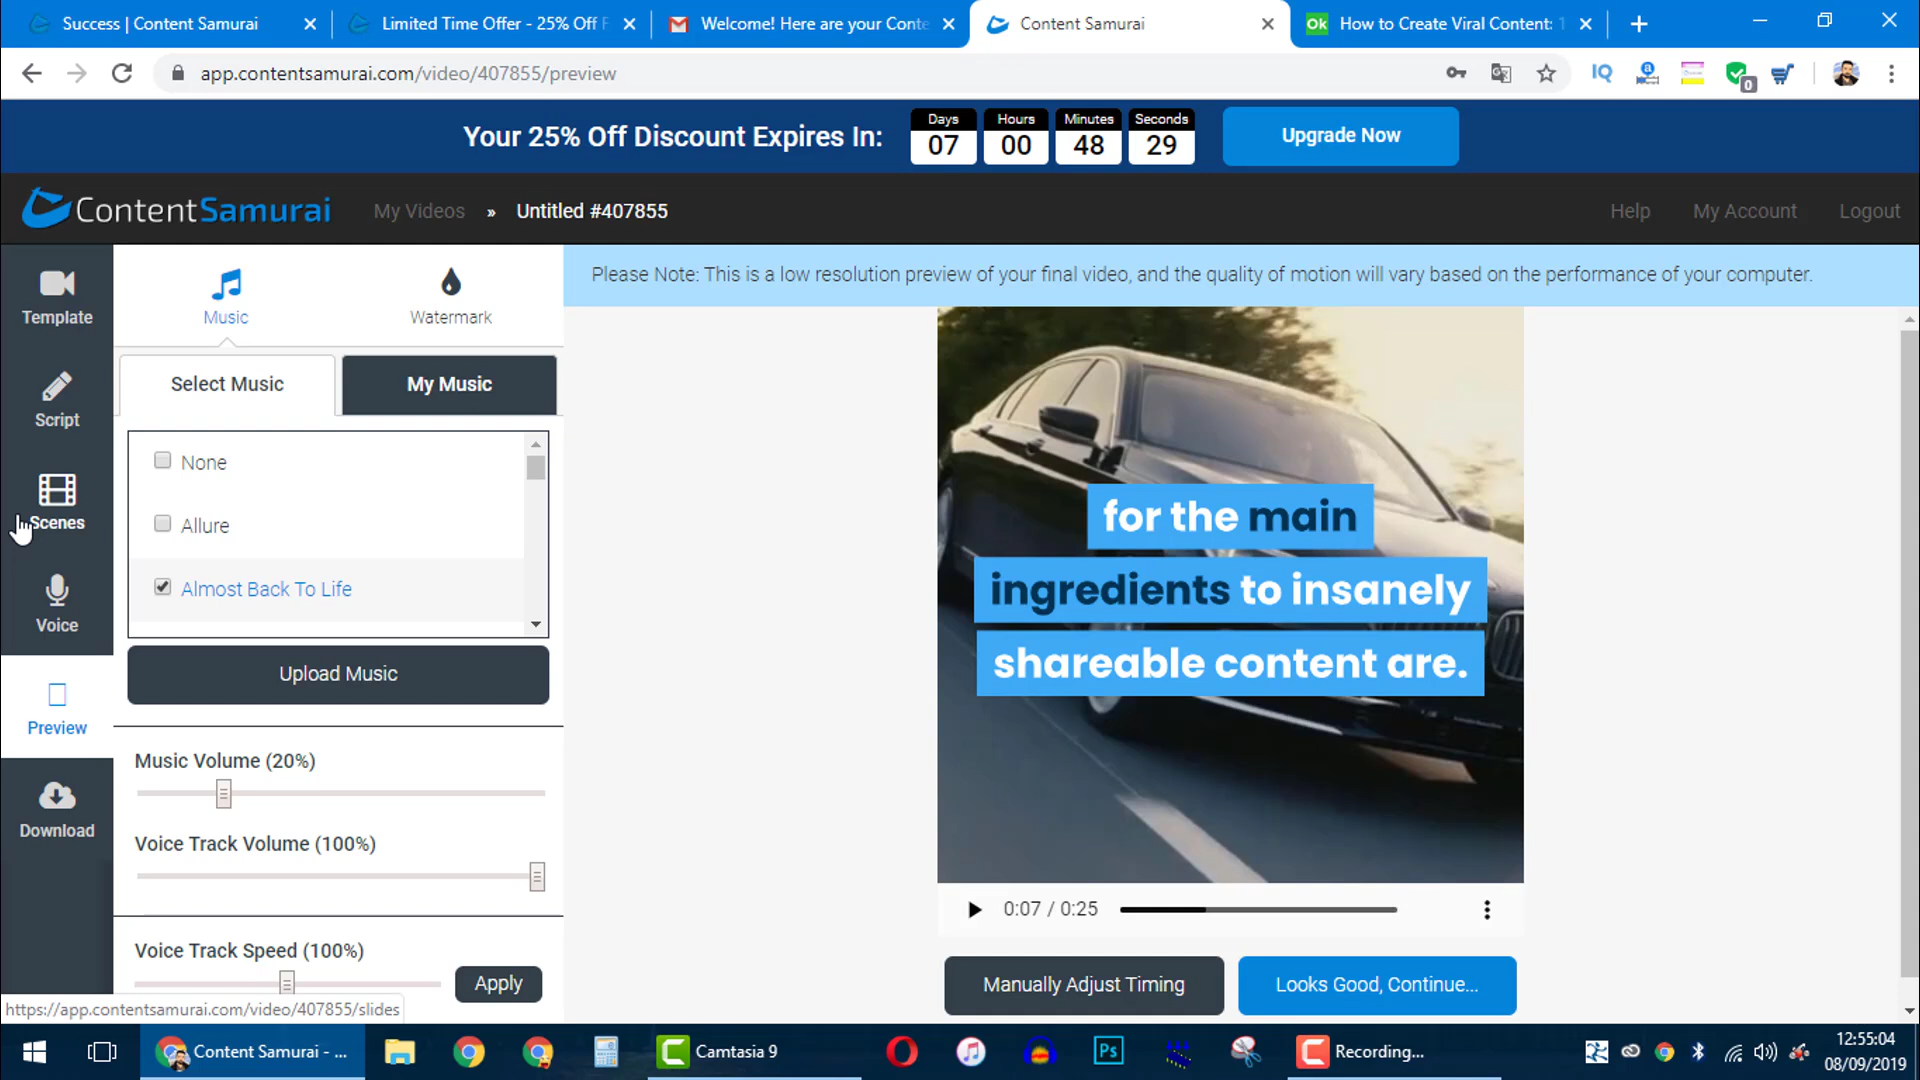 Success | Content Samurai
Limited Time Offer - 25% Off F
Welcome! Here are your Conte
Content Samurai
Ok How to Create Viral Content: 1
app.contentsamurai.com/video/407855/preview
IQ
a
0
Your 25% Off Discount Expires In:
Days Hours Minutes Seconds
07 00 48 29
Upgrade Now
ContentSamurai
My Videos » Untitled #407855
Help My Account Logout
Template
Script
Scenes
Voice
Preview
Download
Music
Watermark
Select Music
My Music
None
Allure
Almost Back To Life
Upload Music
Music Volume (20%)
Voice Track Volume (100%)
Voice Track Speed (100%)
Apply
https://app.contentsamurai.com/video/407855/slides
Please Note: This is a low resolution preview of your final video, and the quality of motion will vary based on the performance of your computer.
for the main
ingredients to insanely
shareable content are.
0:07 / 0:25
Manually Adjust Timing
Looks Good, Continue...
Content Samurai - ...
Camtasia 9
Ps
Recording...
12:55:04
08/09/2019